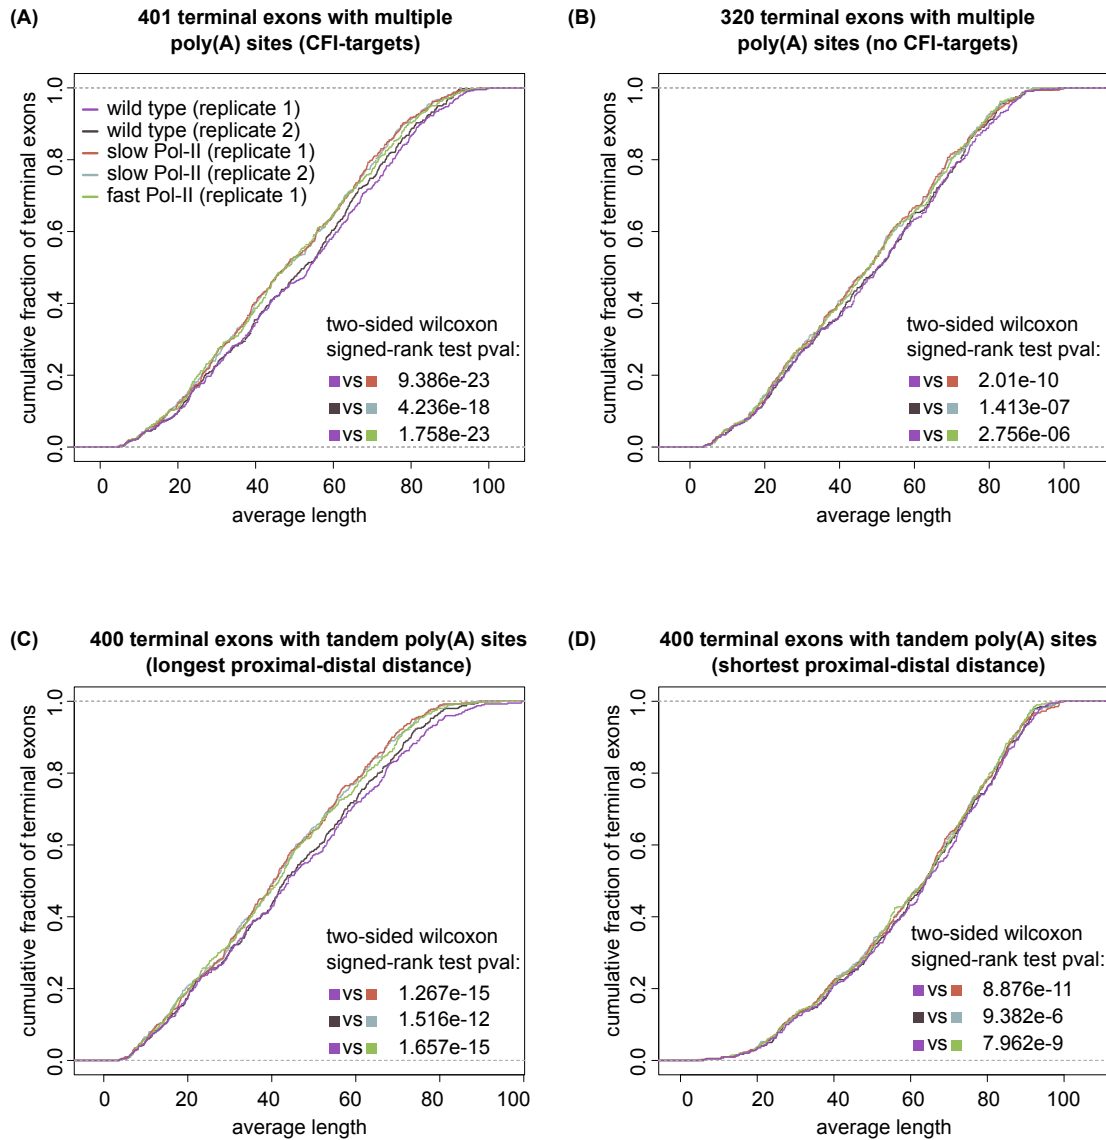 (A)
401 terminal exons with multiple
poly(A) sites (CFI-targets)
cumulative fraction of terminal exons
1.0
0.8
0.6
0.4
0.2
0.0
wild type (replicate 1)
wild type (replicate 2)
slow Pol-II (replicate 1)
slow Pol-II (replicate 2)
fast Pol-II (replicate 1)
two-sided wilcoxon
signed-rank test pval:
vs 9.386e-23
vs 4.236e-18
vs 1.758e-23
0 20 40 60 80 100
average length
(B)
320 terminal exons with multiple
poly(A) sites (no CFI-targets)
cumulative fraction of terminal exons
1.0
0.8
0.6
0.4
0.2
0.0
two-sided wilcoxon
signed-rank test pval:
vs 2.01e-10
vs 1.413e-07
vs 2.756e-06
0 20 40 60 80 100
average length
(C)
400 terminal exons with tandem poly(A) sites
(longest proximal-distal distance)
cumulative fraction of terminal exons
1.0
0.8
0.6
0.4
0.2
0.0
two-sided wilcoxon
signed-rank test pval:
vs 1.267e-15
vs 1.516e-12
vs 1.657e-15
0 20 40 60 80 100
average length
(D)
400 terminal exons with tandem poly(A) sites
(shortest proximal-distal distance)
cumulative fraction of terminal exons
1.0
0.8
0.6
0.4
0.2
0.0
two-sided wilcoxon
signed-rank test pval:
vs 8.876e-11
vs 9.382e-6
vs 7.962e-9
0 20 40 60 80 100
average length